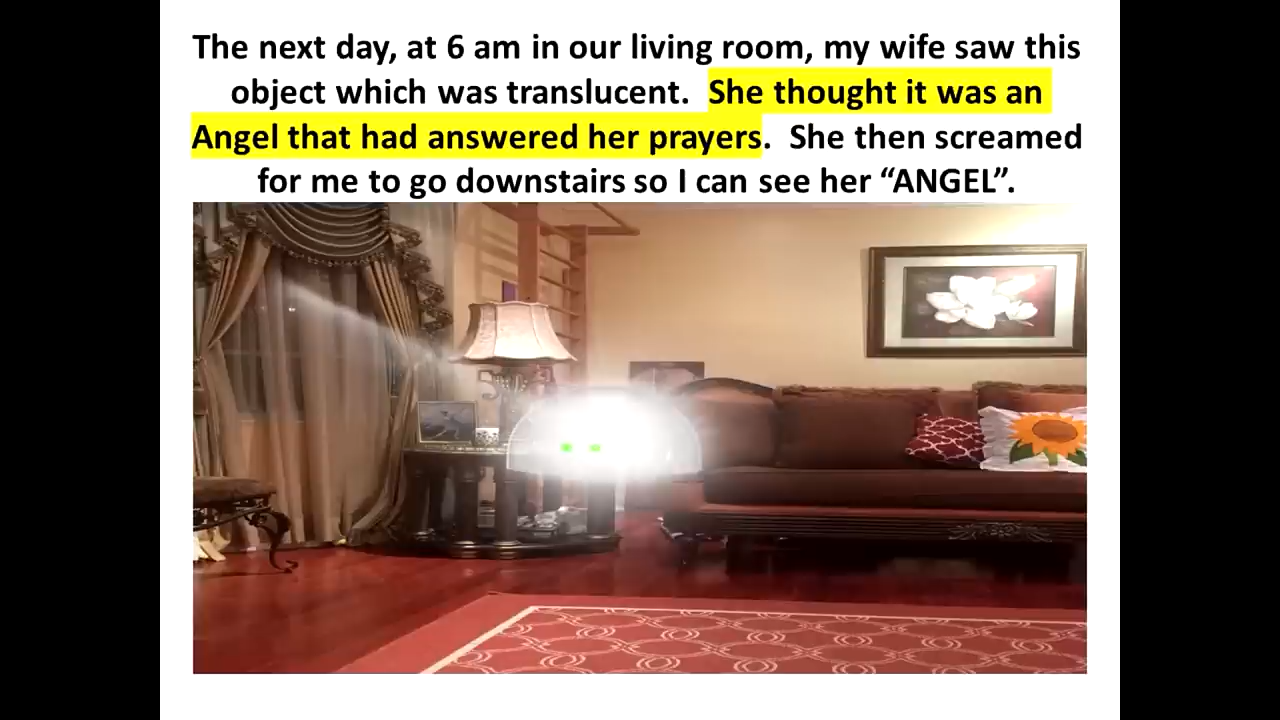 The next day, at 6 am in our living room, my wife saw this
object which was translucent.  She thought it was an
Angel that had answered her prayers.  She then screamed
for me to go downstairs so I can see her “ANGEL”.